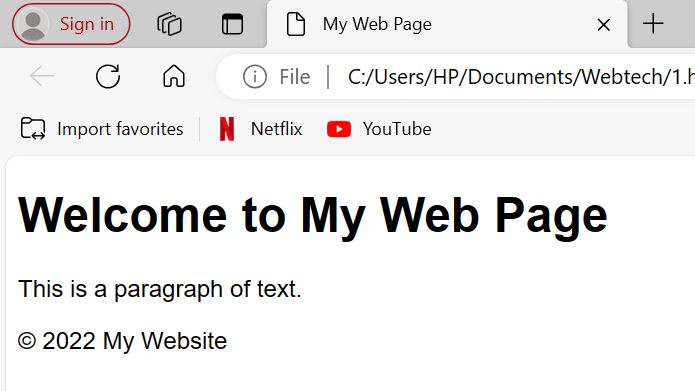 Sign in
My Web Page
File
C:/Users/HP/Documents/Webtech/1.h
Import favorites
Netflix
YouTube
Welcome to My Web Page
This is a paragraph of text.
© 2022 My Website